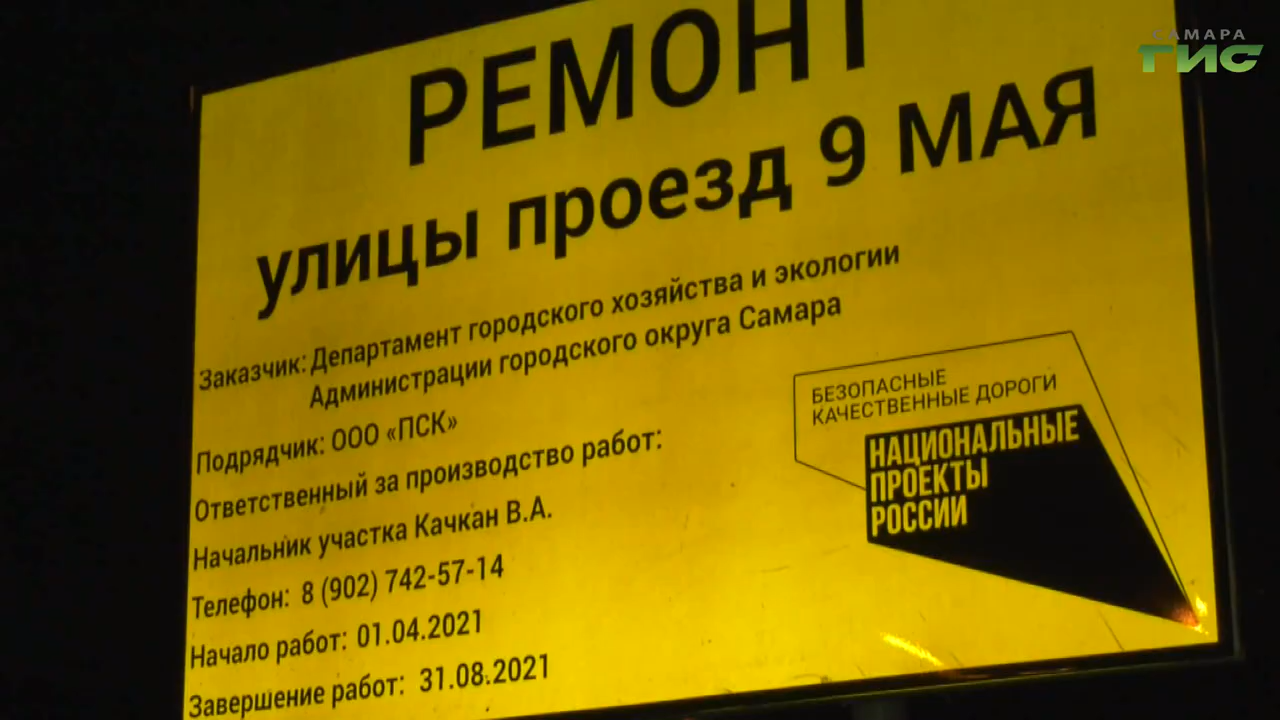 САМАРА
ГИС
РЕМОНТ
улицы проезд 9 МАЯ
Заказчик: Департамент городского хозяйства и экологии
Администрации городского округа Самара
Подрядчик: ООО «ПСК»
Ответственный за производство работ:
Начальник участка Качкан В.А.
Телефон: 8 (902) 742-57-14
Начало работ: 01.04.2021
Завершение работ: 31.08.2021
БЕЗОПАСНЫЕ
КАЧЕСТВЕННЫЕ ДОРОГИ
НАЦИОНАЛЬНЫЕ
ПРОЕКТЫ
РОССИИ